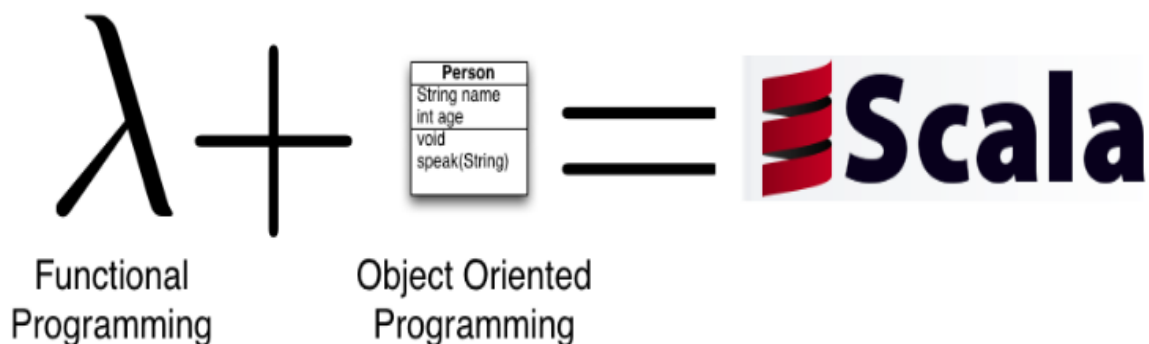 λ
+
Person
String name
int age
void
speak(String)
=
Scala
Functional
Programming
Object Oriented
Programming